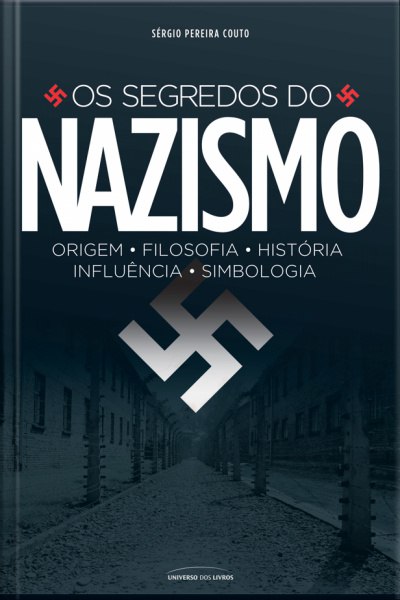 SÉRGIO PEREIRA COUTO
OS SEGREDOS DO
NAZISMO
ORIGEM • FILOSOFIA • HISTÓRIA
INFLUÊNCIA • SIMBOLOGIA
UNIVERSO DOS LIVROS